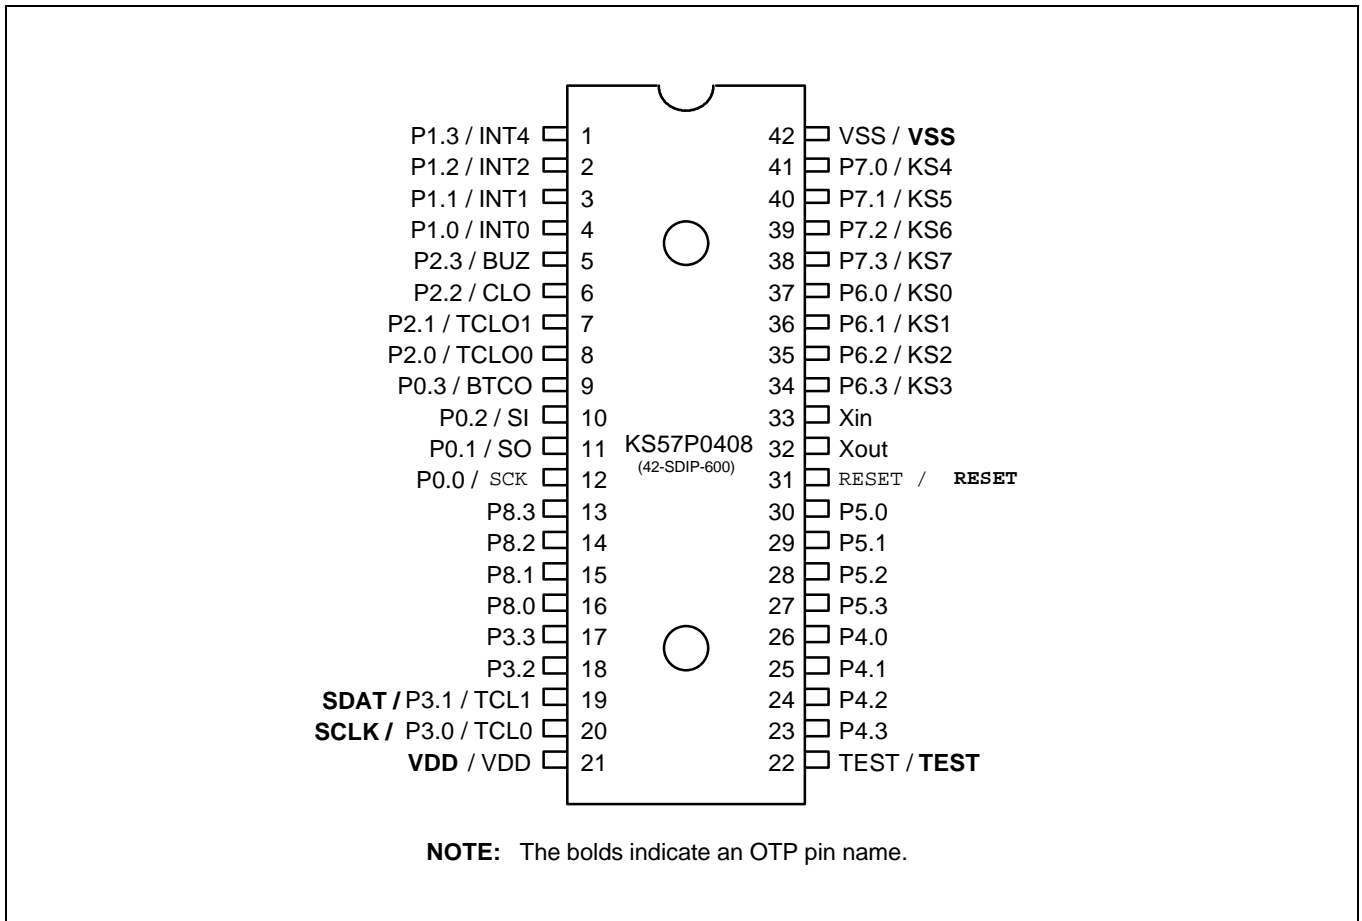 P1.3 / INT4 1 42 VSS / VSS
P1.2 / INT2 2 41 P7.0 / KS4
P1.1 / INT1 3 40 P7.1 / KS5
P1.0 / INT0 4 39 P7.2 / KS6
P2.3 / BUZ 5 38 P7.3 / KS7
P2.2 / CLO 6 37 P6.0 / KS0
P2.1 / TCLO1 7 36 P6.1 / KS1
P2.0 / TCLO0 8 35 P6.2 / KS2
P0.3 / BTCO 9 34 P6.3 / KS3
P0.2 / SI 10 33 Xin
P0.1 / SO 11 KS57P0408 32 Xout
(42-SDIP-600)
P0.0 / SCK 12 31 RESET / RESET
P8.3 13 30 P5.0
P8.2 14 29 P5.1
P8.1 15 28 P5.2
P8.0 16 27 P5.3
P3.3 17 26 P4.0
P3.2 18 25 P4.1
SDAT / P3.1 / TCL1 19 24 P4.2
SCLK / P3.0 / TCL0 20 23 P4.3
VDD / VDD 21 22 TEST / TEST
NOTE: The bolds indicate an OTP pin name.